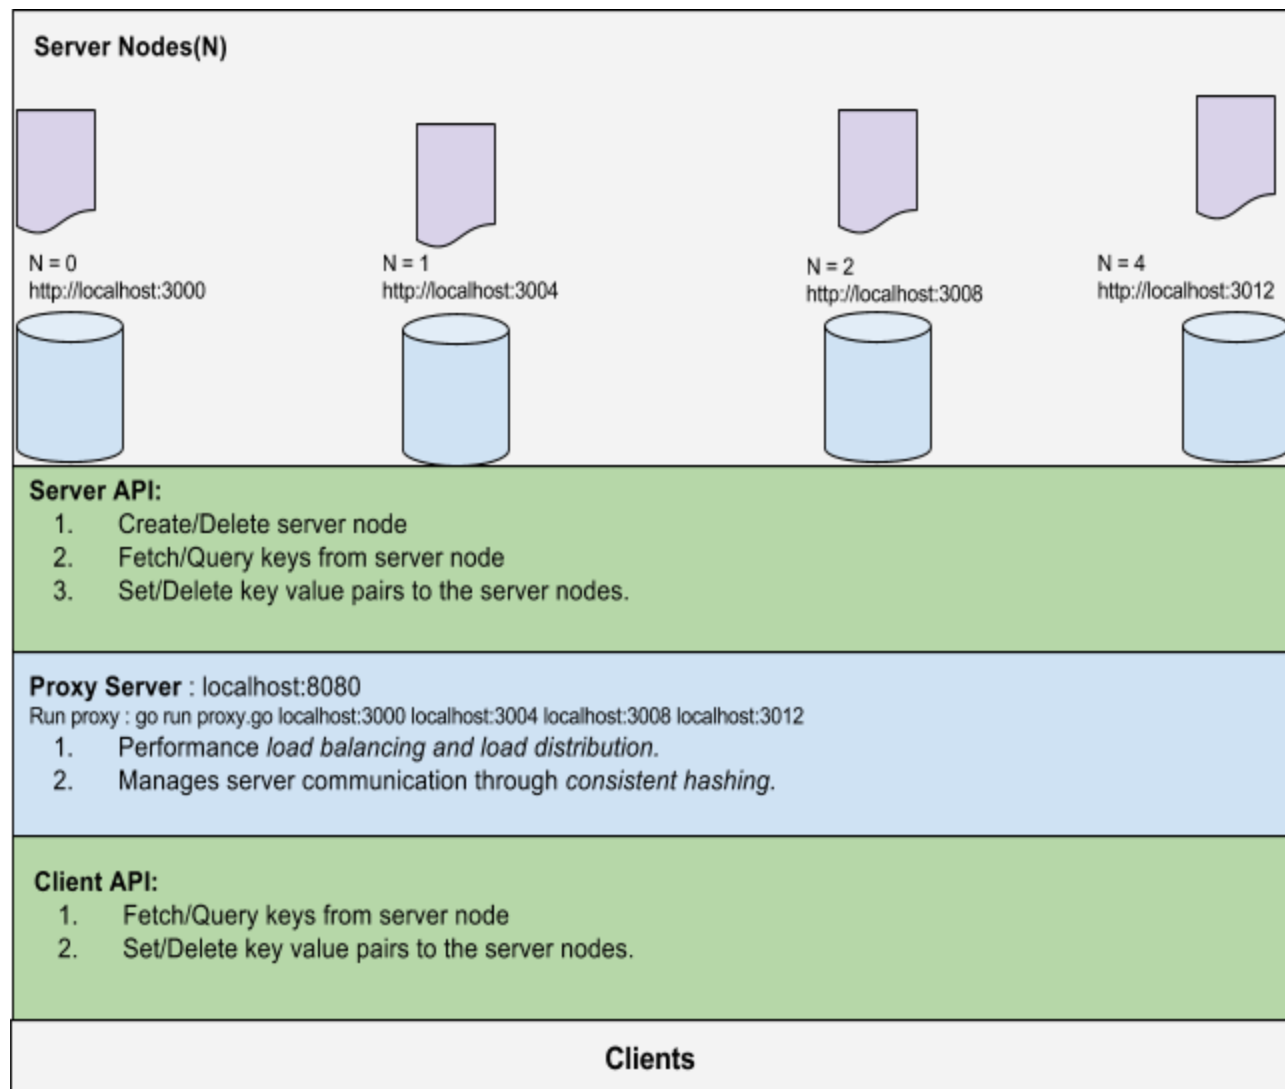 Server Nodes(N)
N = 0
http://localhost:3000
N = 1
http://localhost:3004
N = 2
http://localhost:3008
N = 4
http://localhost:3012
Server API:
1. Create/Delete server node
2. Fetch/Query keys from server node
3. Set/Delete key value pairs to the server nodes.
Proxy Server : localhost:8080
Run proxy : go run proxy.go localhost:3000 localhost:3004 localhost:3008 localhost:3012
1. Performance load balancing and load distribution.
2. Manages server communication through consistent hashing.
Client API:
1. Fetch/Query keys from server node
2. Set/Delete key value pairs to the server nodes.
Clients